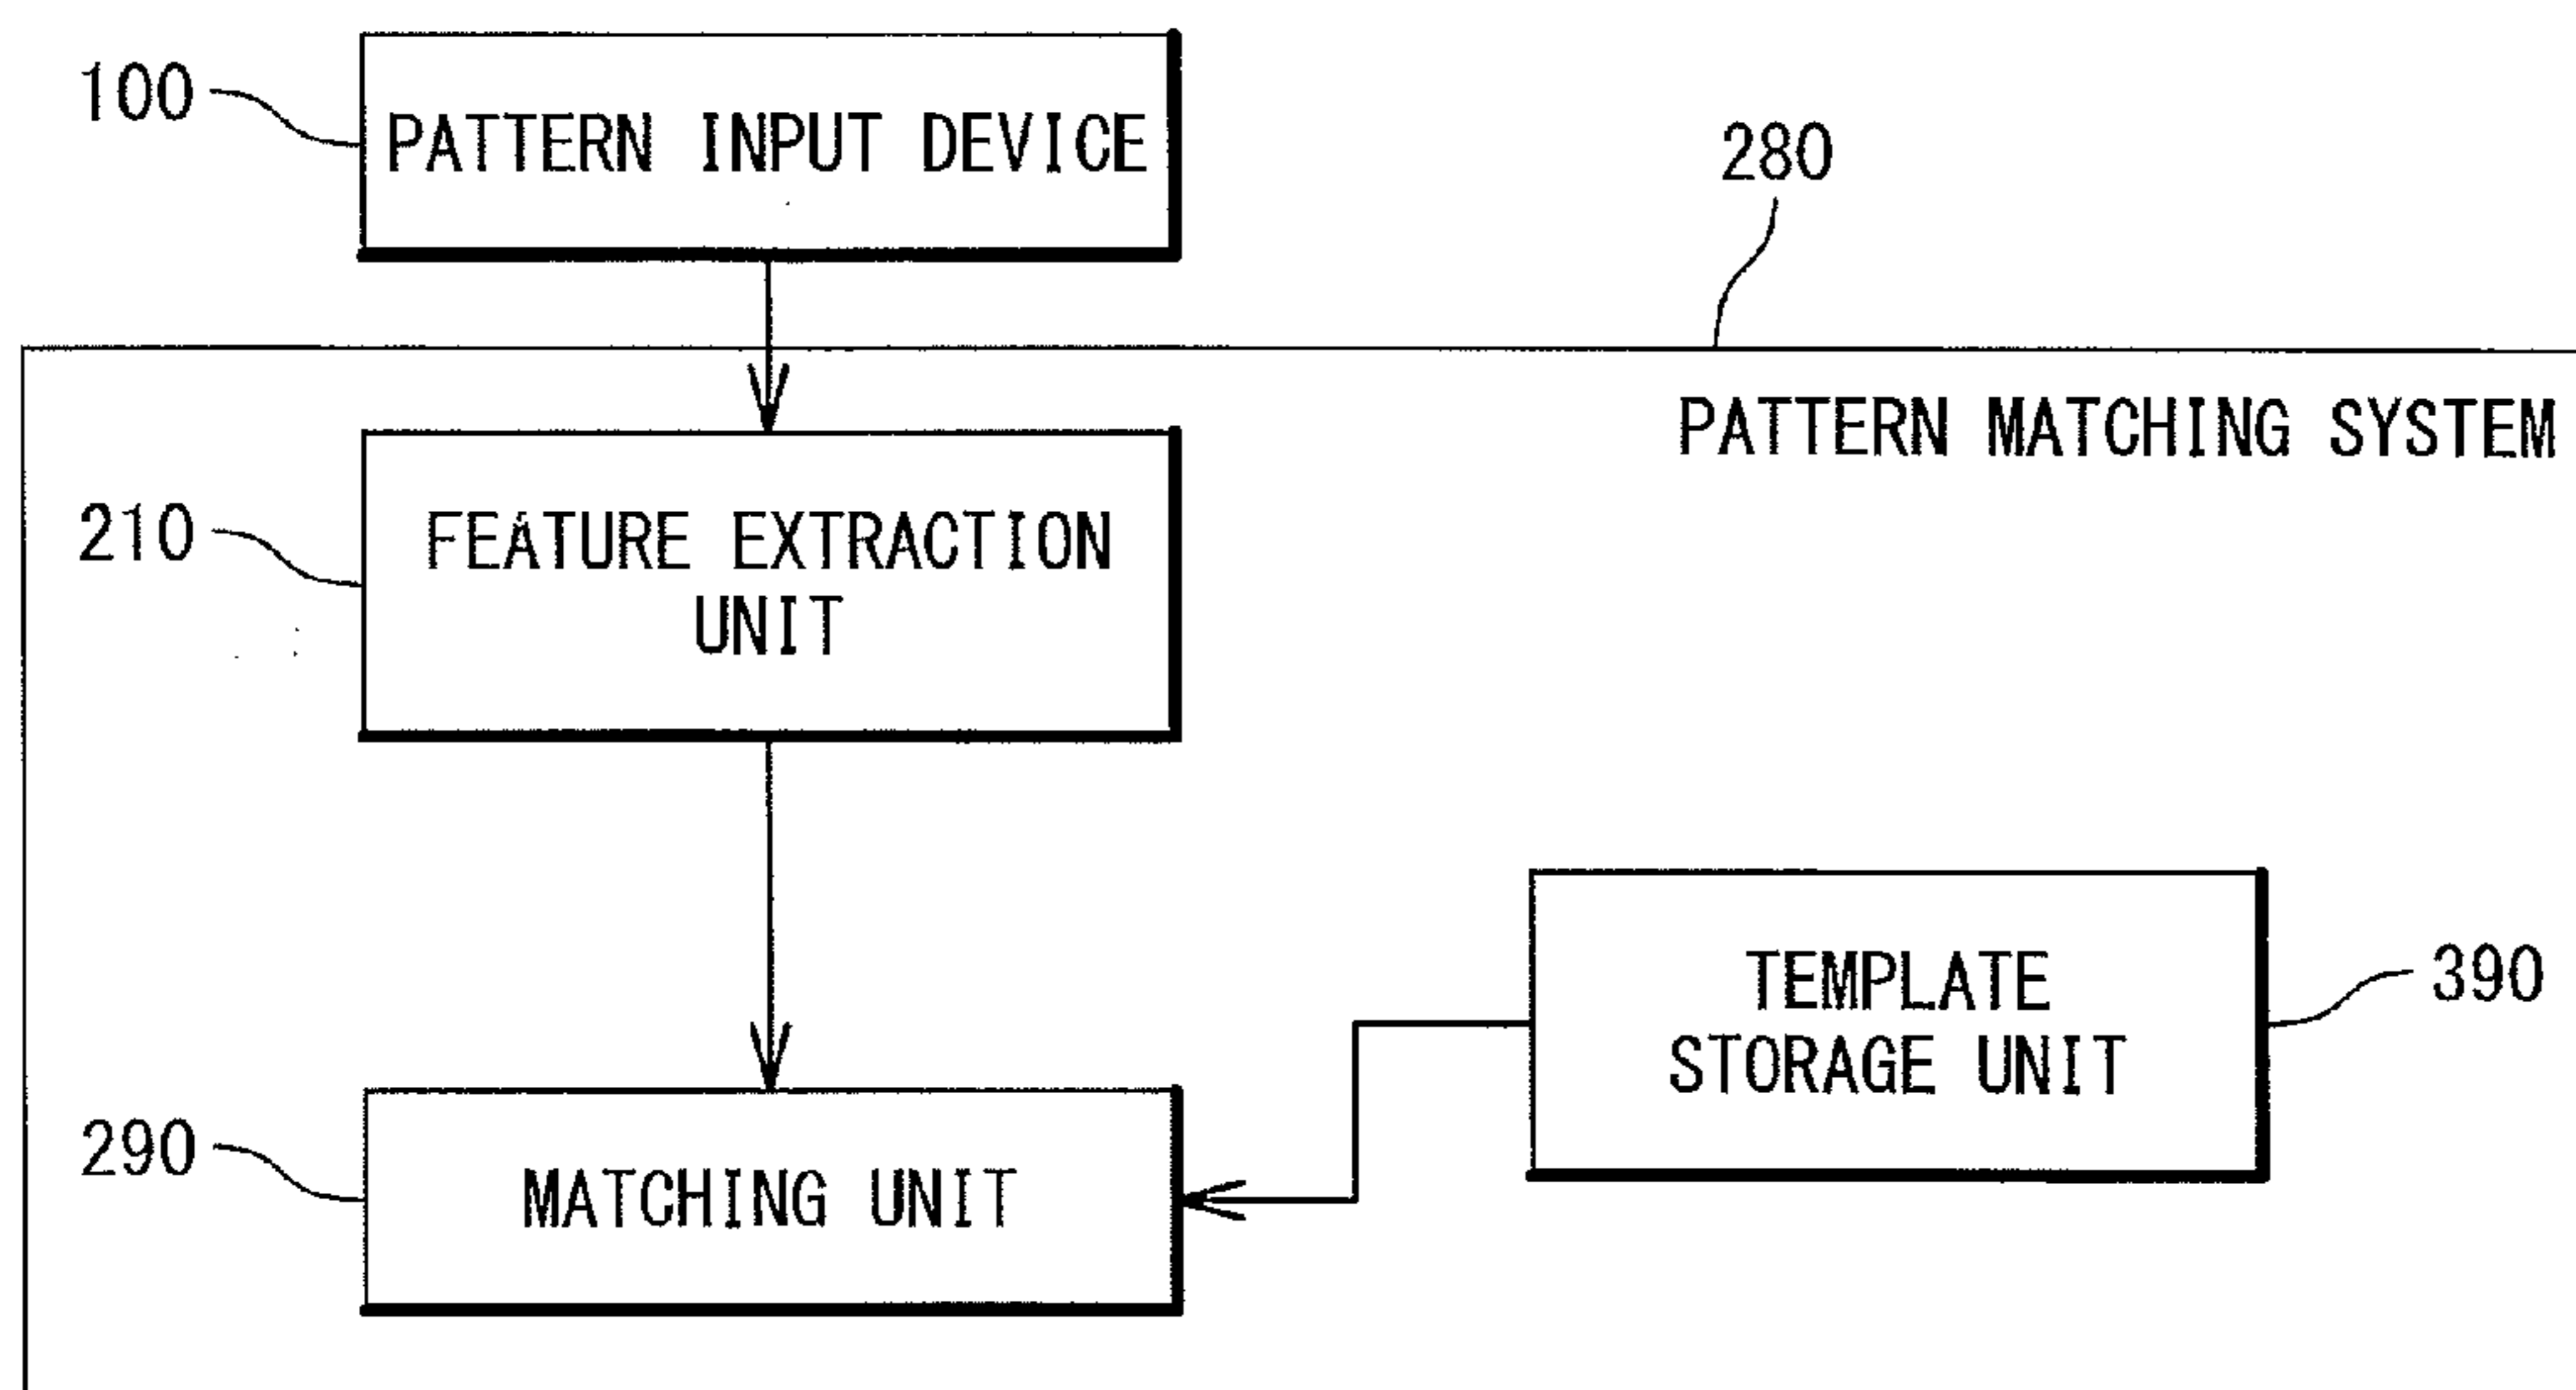 100
PATTERN INPUT DEVICE
280
PATTERN MATCHING SYSTEM
210
FEATURE EXTRACTION
UNIT
TEMPLATE
STORAGE UNIT
390
290
MATCHING UNIT